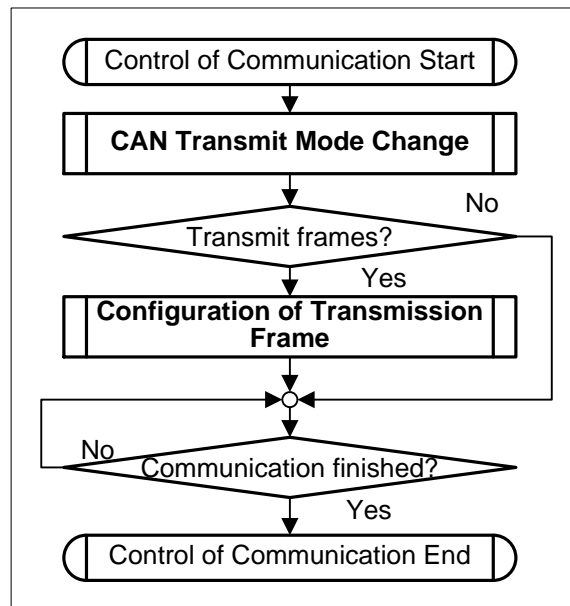 Control of Communication Start
CAN Transmit Mode Change
No
Transmit frames?
Yes
Configuration of Transmission
Frame
No
Communication finished?
Yes
Control of Communication End